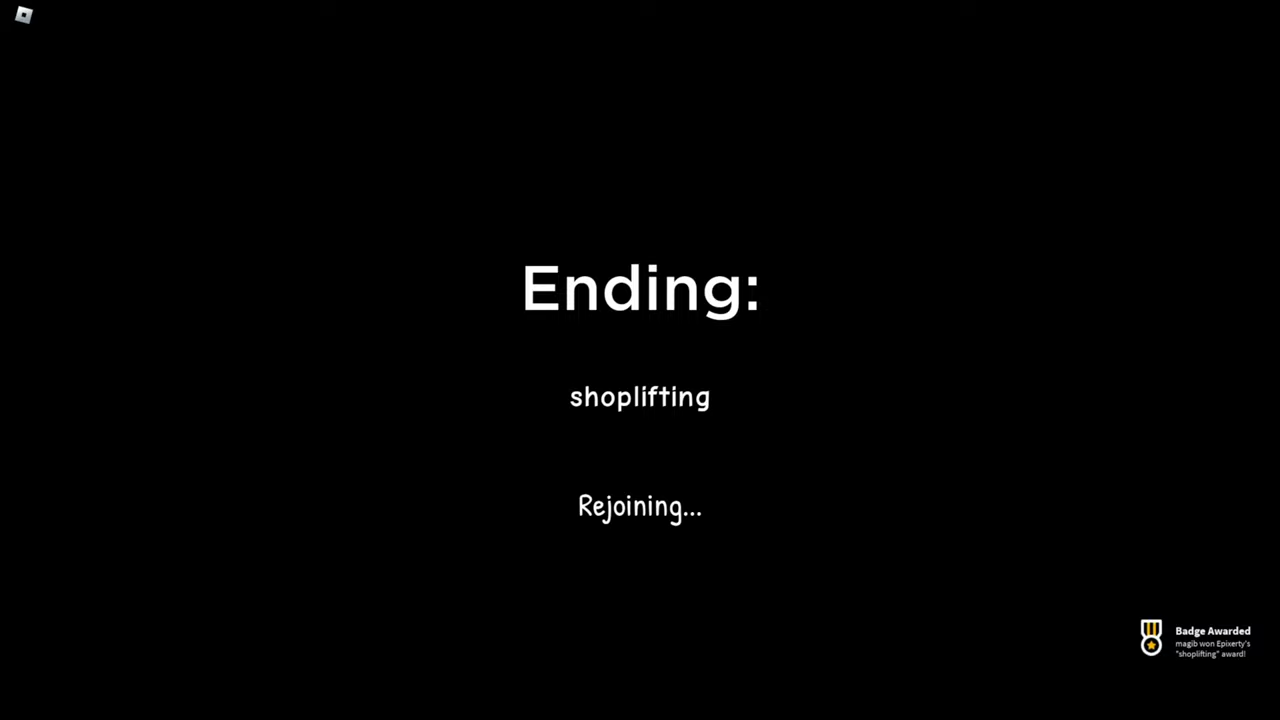 Ending:
shoplifting
Rejoining...
Badge Awarded
magib won Epixerty's
"shoplifting" award!